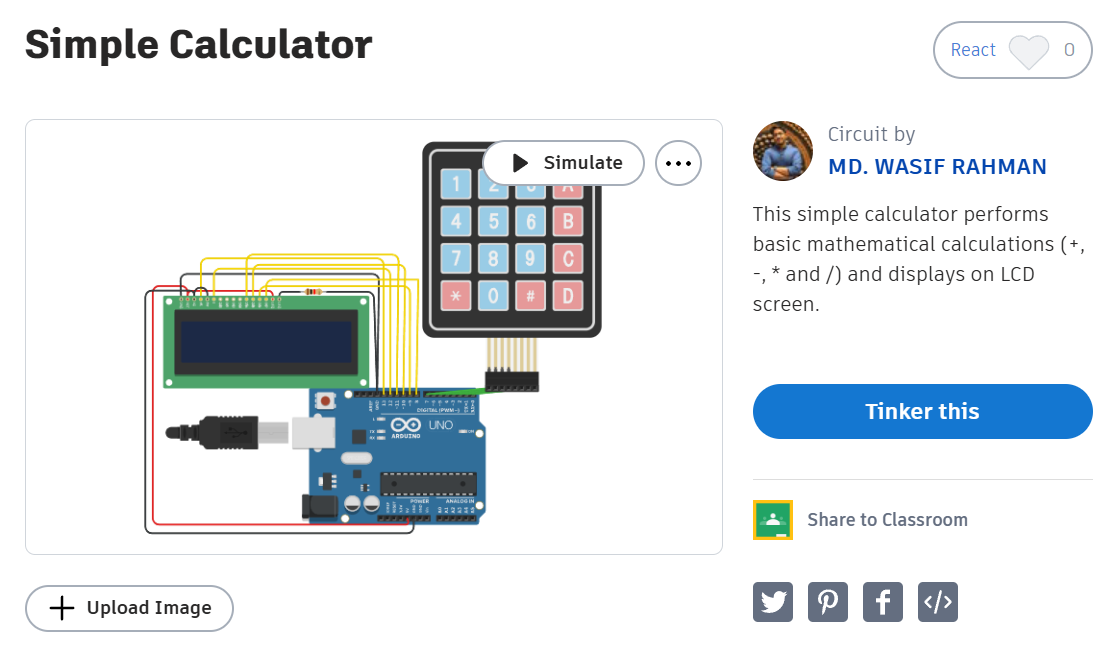 Simple Calculator
React 0
Simulate
Circuit by
MD. WASIF RAHMAN
This simple calculator performs
basic mathematical calculations (+,
-, * and /) and displays on LCD
screen.
1 2 3 A
4 5 6 B
7 8 9 C
* 0 # D
DIGITAL (PWM~)
UNO
ARDUINO
POWER
ANALOG IN
Tinker this
Share to Classroom
Upload Image